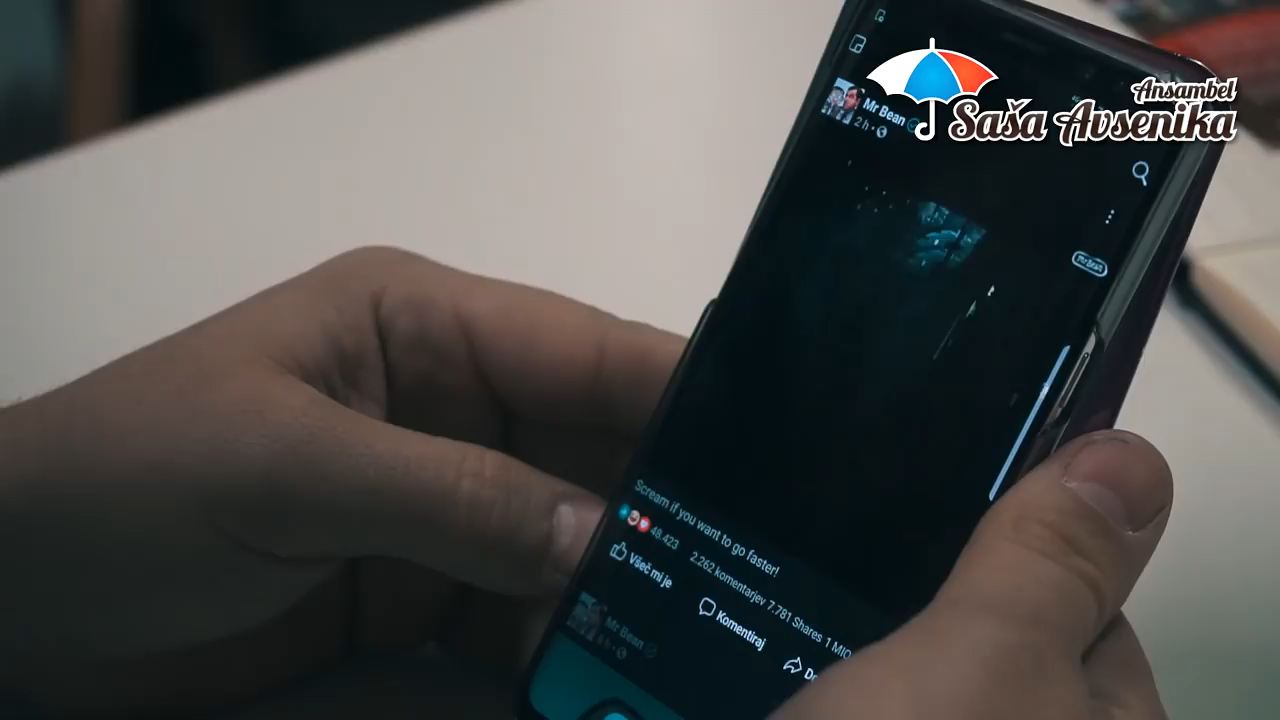 Ansambel
Saša Avsenika
Mr Bean
2 h
Mr Bean
Scream if you want to go faster!
48.423
2.262 komentarjev 7.781 Shares 1 MIO
Všeč mi je
Komentiraj
Mr Bean